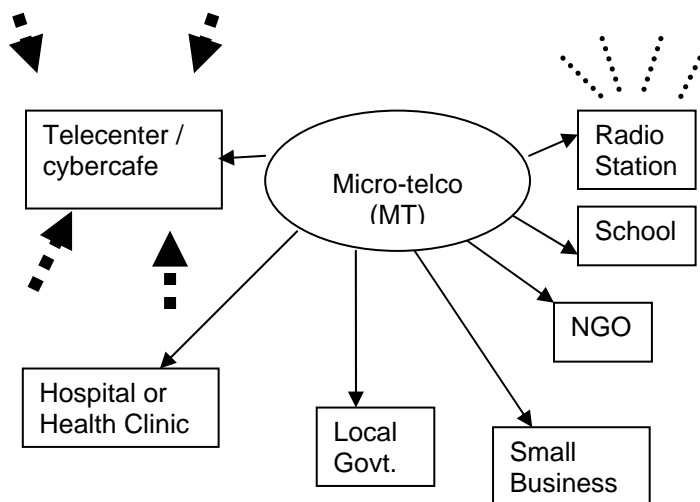 Telecenter /
cybercafe
Micro-telco
(MT)
Radio
Station
School
NGO
Hospital or
Health Clinic
Local
Govt.
Small
Business